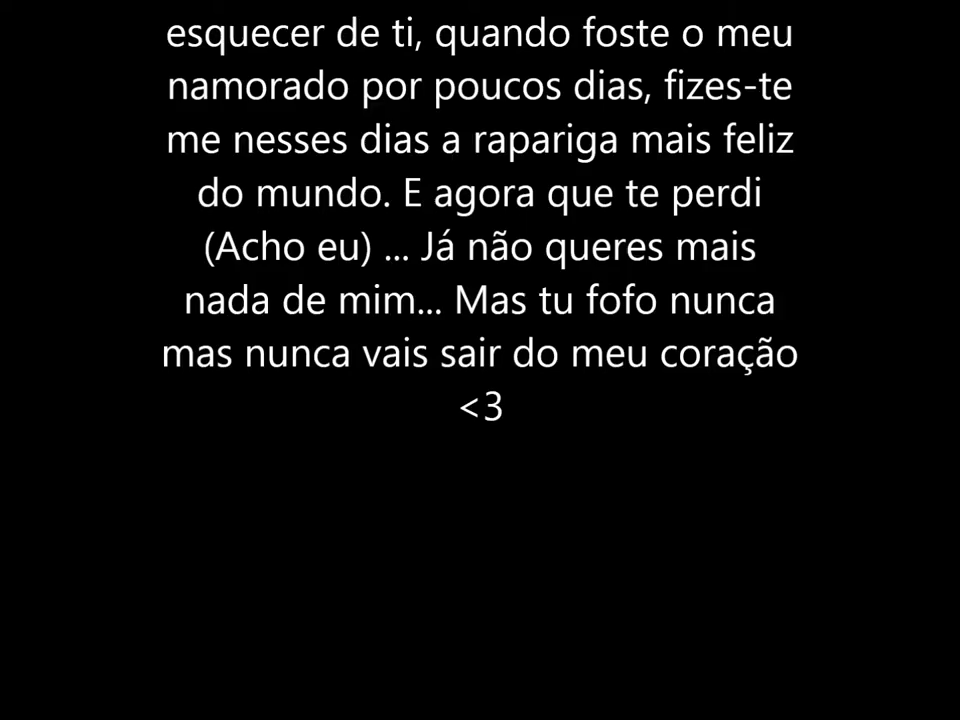 esquecer de ti, quando foste o meu
namorado por poucos dias, fizes-te
me nesses dias a rapariga mais feliz
do mundo. E agora que te perdi
(Acho eu) ... Já não queres mais
nada de mim... Mas tu fofo nunca
mas nunca vais sair do meu coração
<3